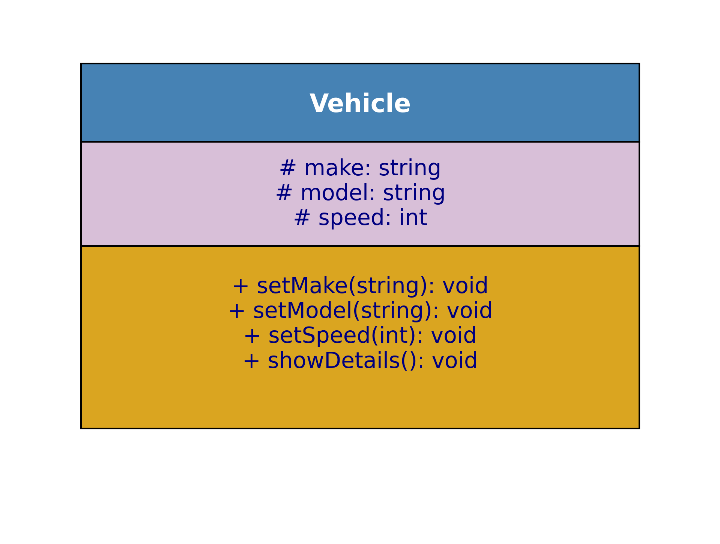 Vehicle
# make: string
# model: string
# speed: int
+ setMake(string): void
+ setModel(string): void
+ setSpeed(int): void
+ showDetails(): void